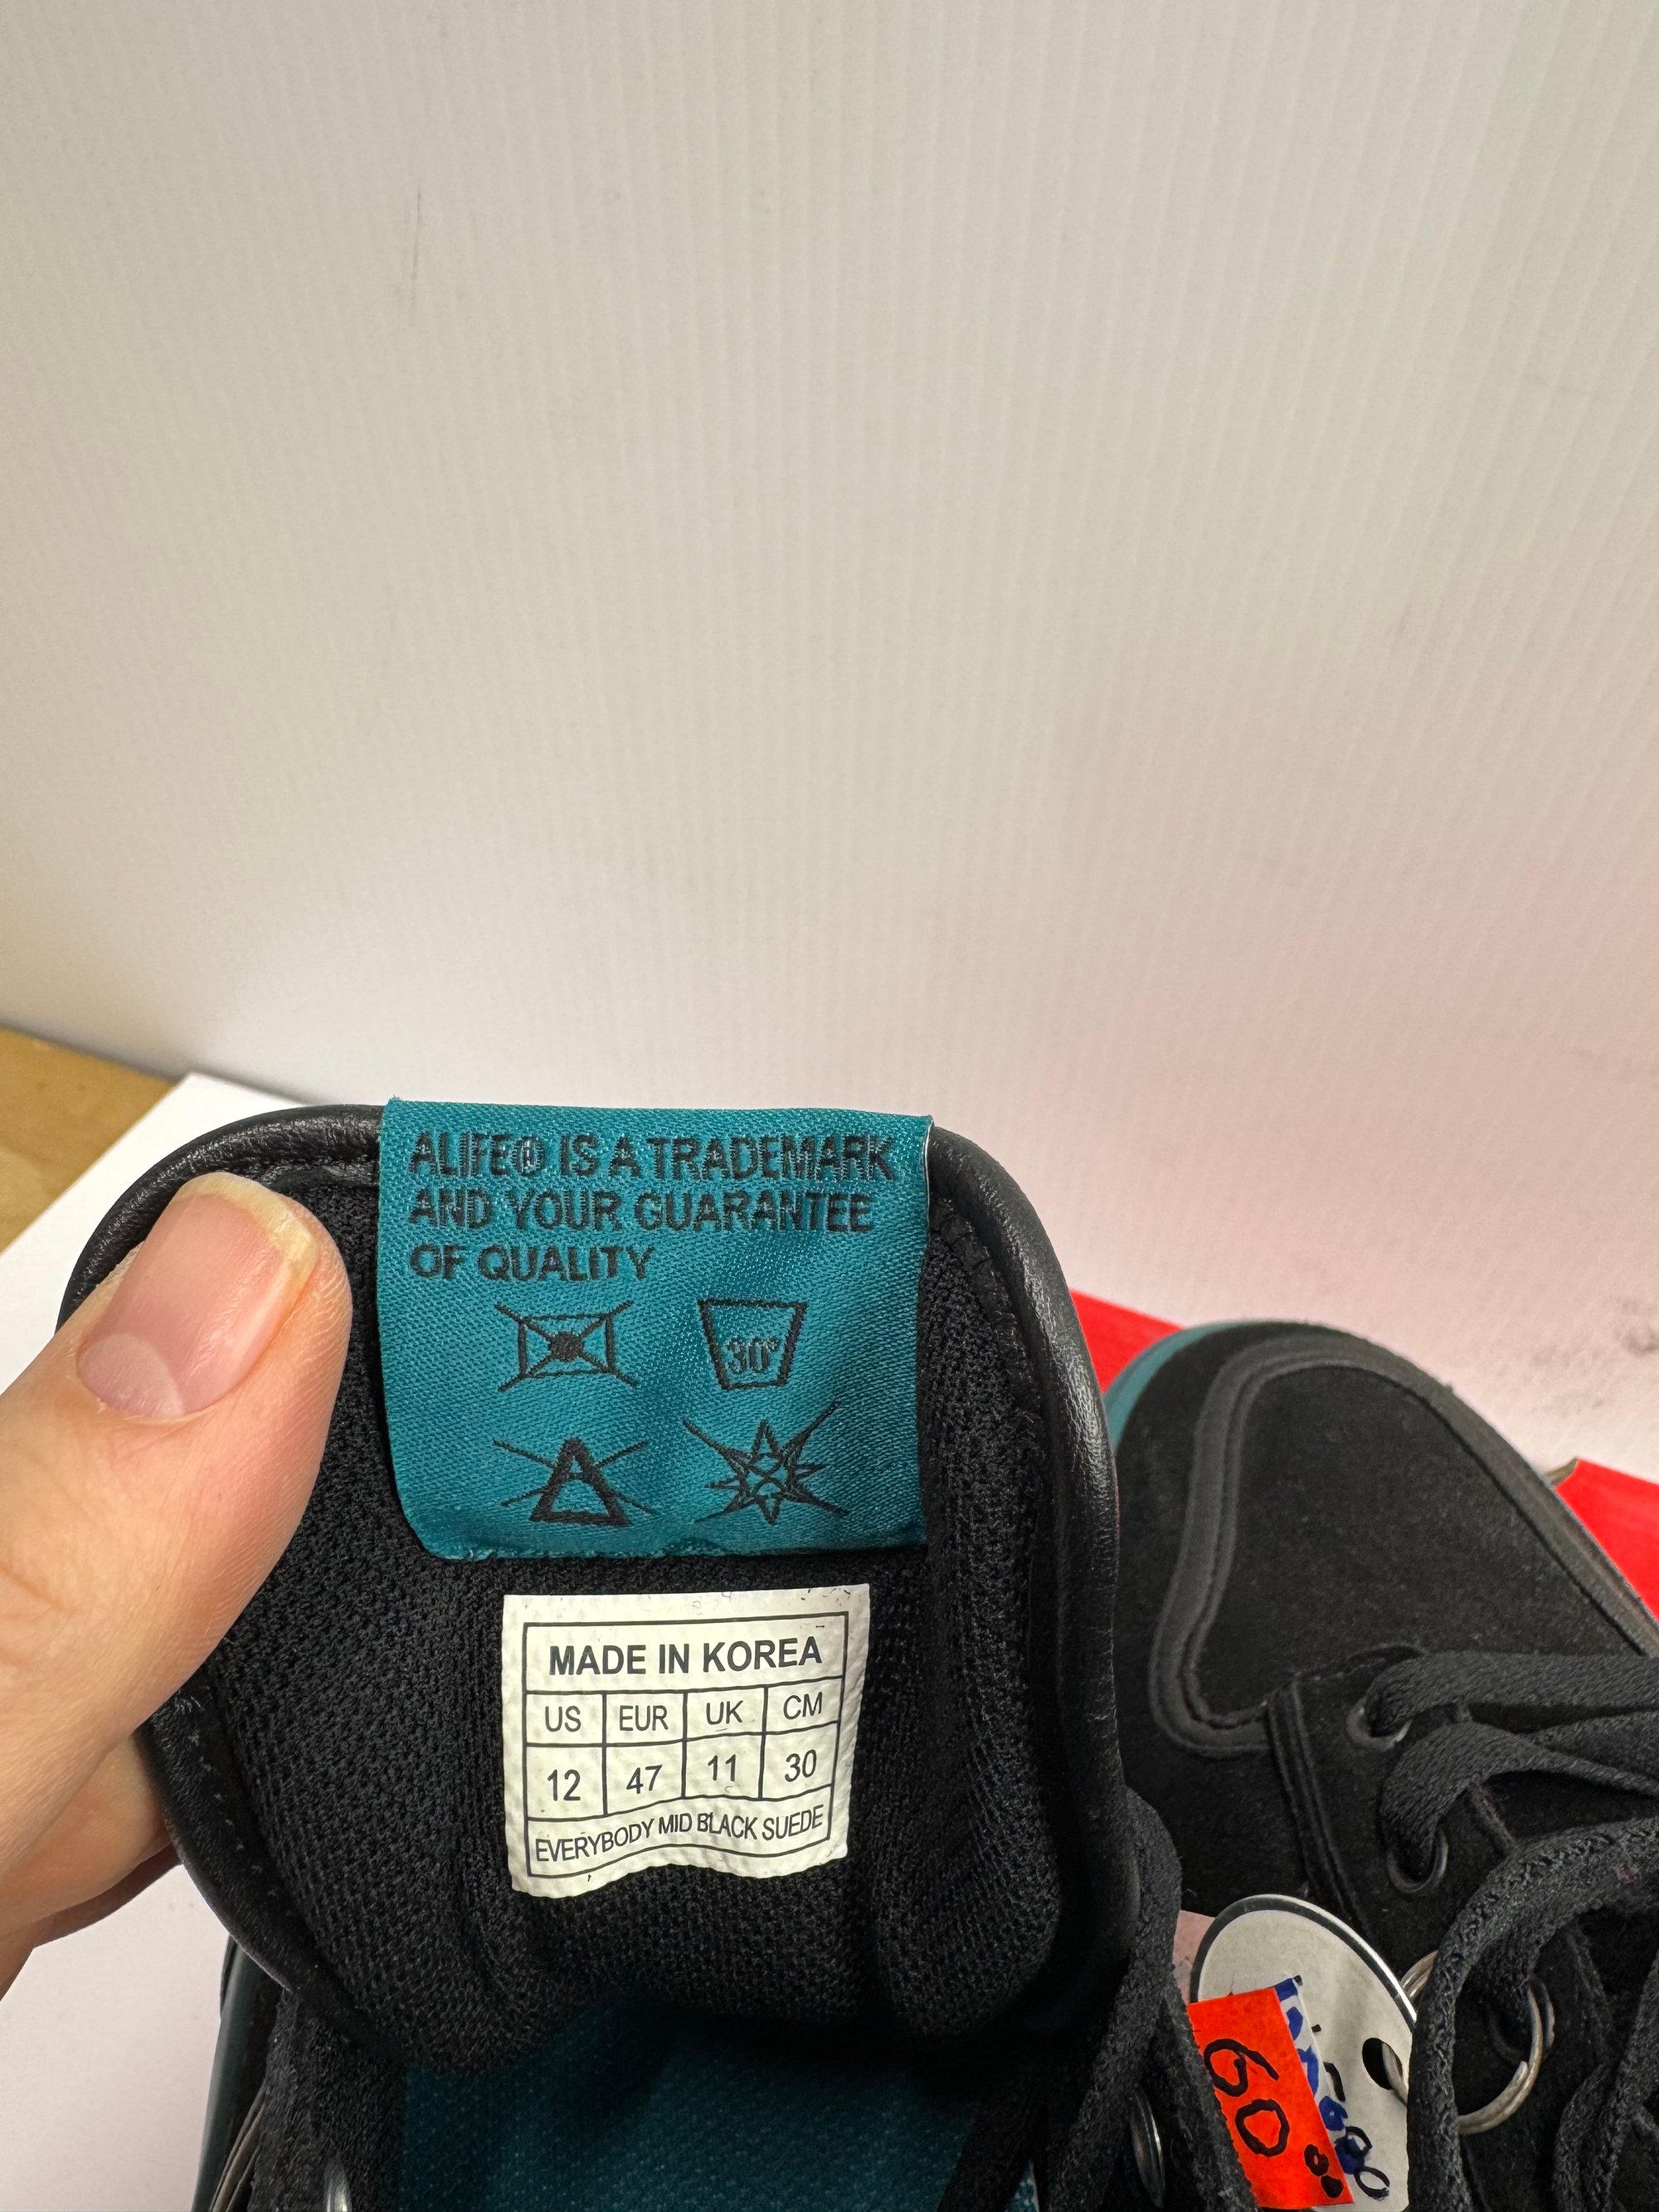 ALIFE® IS A TRADEMARK
AND YOUR GUARANTEE
OF QUALITY
30°
A
MADE IN KOREA
US EUR UK CM
12 47 11 30
EVERYBODY MID BLACK SUEDE
60.00